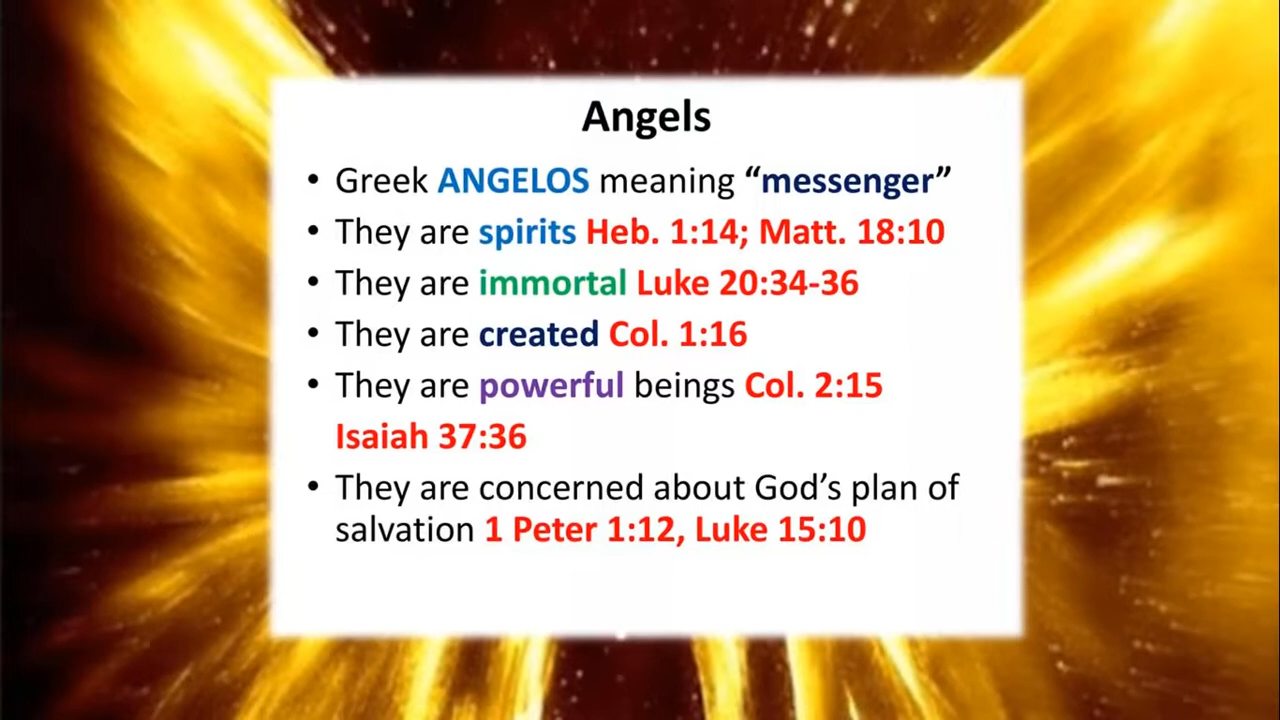 Angels
• Greek ANGELOS meaning “messenger”
• They are spirits Heb. 1:14; Matt. 18:10
• They are immortal Luke 20:34-36
• They are created Col. 1:16
• They are powerful beings Col. 2:15
Isaiah 37:36
• They are concerned about God’s plan of
salvation 1 Peter 1:12, Luke 15:10